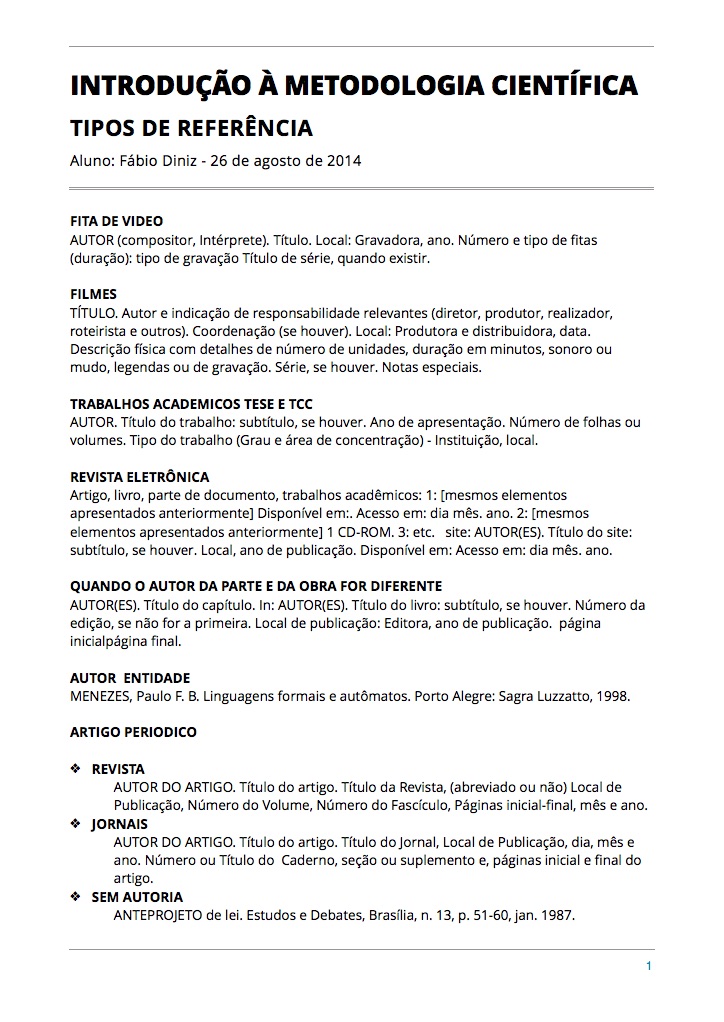 INTRODUÇÃO À METODOLOGIA CIENTÍFICA
TIPOS DE REFERÊNCIA
Aluno: Fábio Diniz - 26 de agosto de 2014
FITA DE VIDEO
AUTOR (compositor, Intérprete). Título. Local: Gravadora, ano. Número e tipo de fitas
(duração): tipo de gravação Título de série, quando existir.
FILMES
TÍTULO. Autor e indicação de responsabilidade relevantes (diretor, produtor, realizador,
roteirista e outros). Coordenação (se houver). Local: Produtora e distribuidora, data.
Descrição física com detalhes de número de unidades, duração em minutos, sonoro ou
mudo, legendas ou de gravação. Série, se houver. Notas especiais.
TRABALHOS ACADEMICOS TESE E TCC
AUTOR. Título do trabalho: subtítulo, se houver. Ano de apresentação. Número de folhas ou
volumes. Tipo do trabalho (Grau e área de concentração) - Instituição, local.
REVISTA ELETRÔNICA
Artigo, livro, parte de documento, trabalhos acadêmicos: 1: [mesmos elementos
apresentados anteriormente] Disponível em:. Acesso em: dia mês. ano. 2: [mesmos
elementos apresentados anteriormente] 1 CD-ROM. 3: etc.   site: AUTOR(ES). Título do site:
subtítulo, se houver. Local, ano de publicação. Disponível em: Acesso em: dia mês. ano.
QUANDO O AUTOR DA PARTE E DA OBRA FOR DIFERENTE
AUTOR(ES). Título do capítulo. In: AUTOR(ES). Título do livro: subtítulo, se houver. Número da
edição, se não for a primeira. Local de publicação: Editora, ano de publicação.  página
inicialpágina final.
AUTOR  ENTIDADE
MENEZES, Paulo F. B. Linguagens formais e autômatos. Porto Alegre: Sagra Luzzatto, 1998.
ARTIGO PERIODICO
❖ REVISTA
AUTOR DO ARTIGO. Título do artigo. Título da Revista, (abreviado ou não) Local de
Publicação, Número do Volume, Número do Fascículo, Páginas inicial-final, mês e ano.
❖ JORNAIS
AUTOR DO ARTIGO. Título do artigo. Título do Jornal, Local de Publicação, dia, mês e
ano. Número ou Título do  Caderno, seção ou suplemento e, páginas inicial e final do
artigo.
❖ SEM AUTORIA
ANTEPROJETO de lei. Estudos e Debates, Brasília, n. 13, p. 51-60, jan. 1987.
1